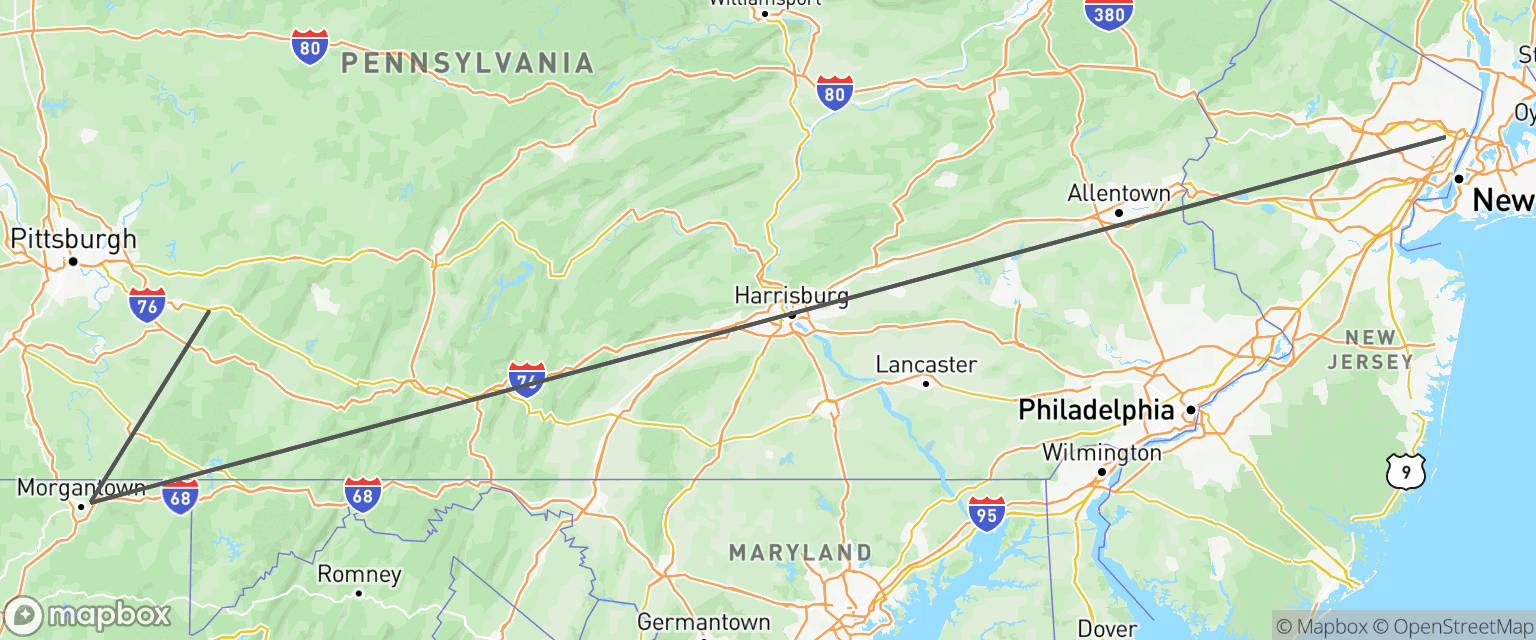 Williamsport
380
80
PENNSYLVANIA
80
St
Oy
Allentown
New
Pittsburgh
76
Harrisburg
NEW
JERSEY
Lancaster
76
Philadelphia
Wilmington
9
Morgantown
68
68
95
MARYLAND
Romney
Germantown
Dover
mapbox
© Mapbox © OpenStreetMap